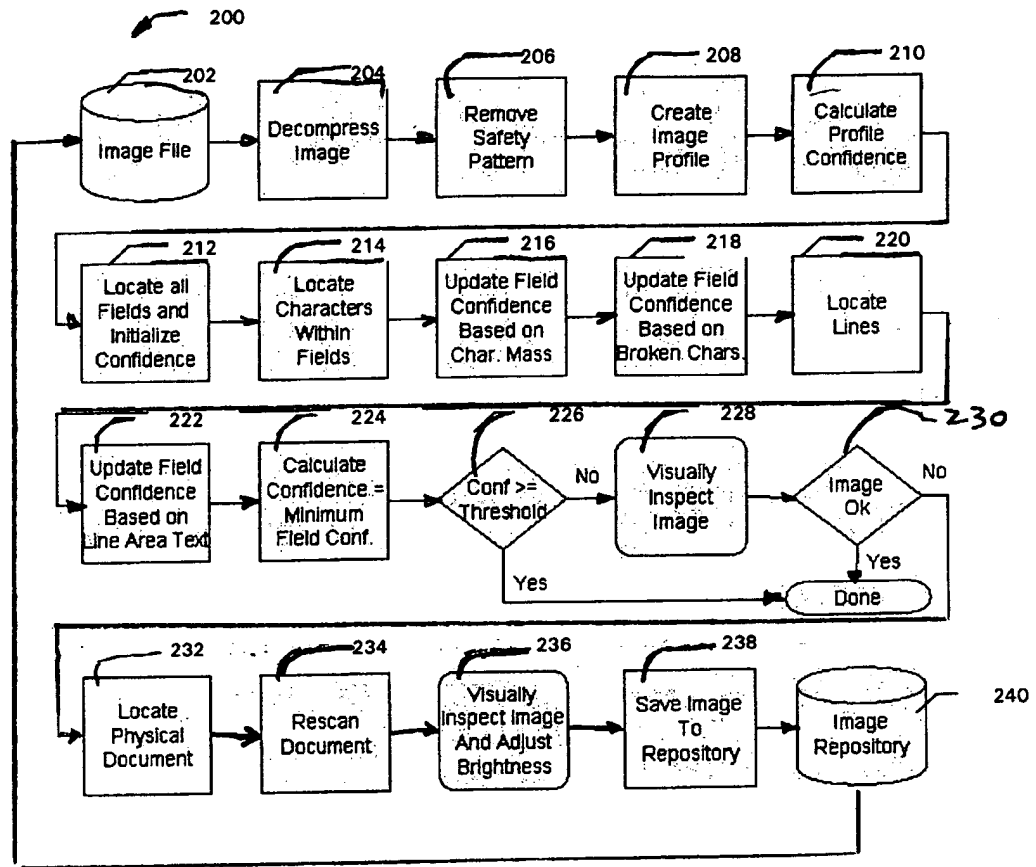 200
202
Image File
204
Decompress
Image
206
Remove
Safety
Pattern
208
Create
Image
Profile
210
Calculate
Profile
Confidence
212
Locate all
Fields and
Initialize
Confidence
214
Locate
Characters
Within
Fields
216
Update Field
Confidence
Based on
Char. Mass
218
Update Field
Confidence
Based on
Broken Chars.
220
Locate
Lines
222
Update Field
Confidence
Based on
Line Area Text
224
Calculate
Confidence =
Minimum
Field Conf.
226
Conf >=
Threshold
No
Yes
228
Visually
Inspect
Image
230
Image
Ok
No
Yes
Done
232
Locate
Physical
Document
234
Rescan
Document
236
Visually
Inspect Image
And Adjust
Brightness
238
Save Image
To
Repository
240
Image
Repository